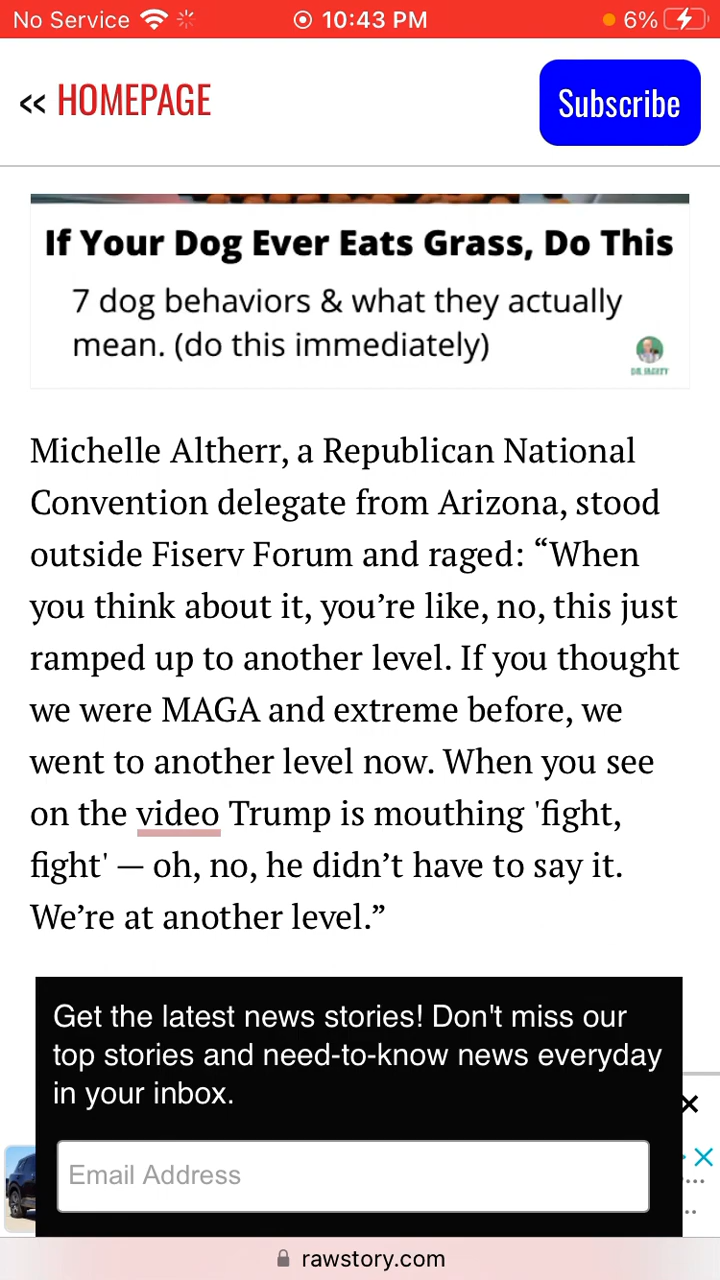 No Service 10:43 PM 6%
<< HOMEPAGE Subscribe
If Your Dog Ever Eats Grass, Do This
7 dog behaviors & what they actually
mean. (do this immediately)
Michelle Altherr, a Republican National
Convention delegate from Arizona, stood
outside Fiserv Forum and raged: “When
you think about it, you’re like, no, this just
ramped up to another level. If you thought
we were MAGA and extreme before, we
went to another level now. When you see
on the video Trump is mouthing 'fight,
fight' — oh, no, he didn’t have to say it.
We’re at another level.”
Get the latest news stories! Don't miss our
top stories and need-to-know news everyday
in your inbox.
Email Address
rawstory.com